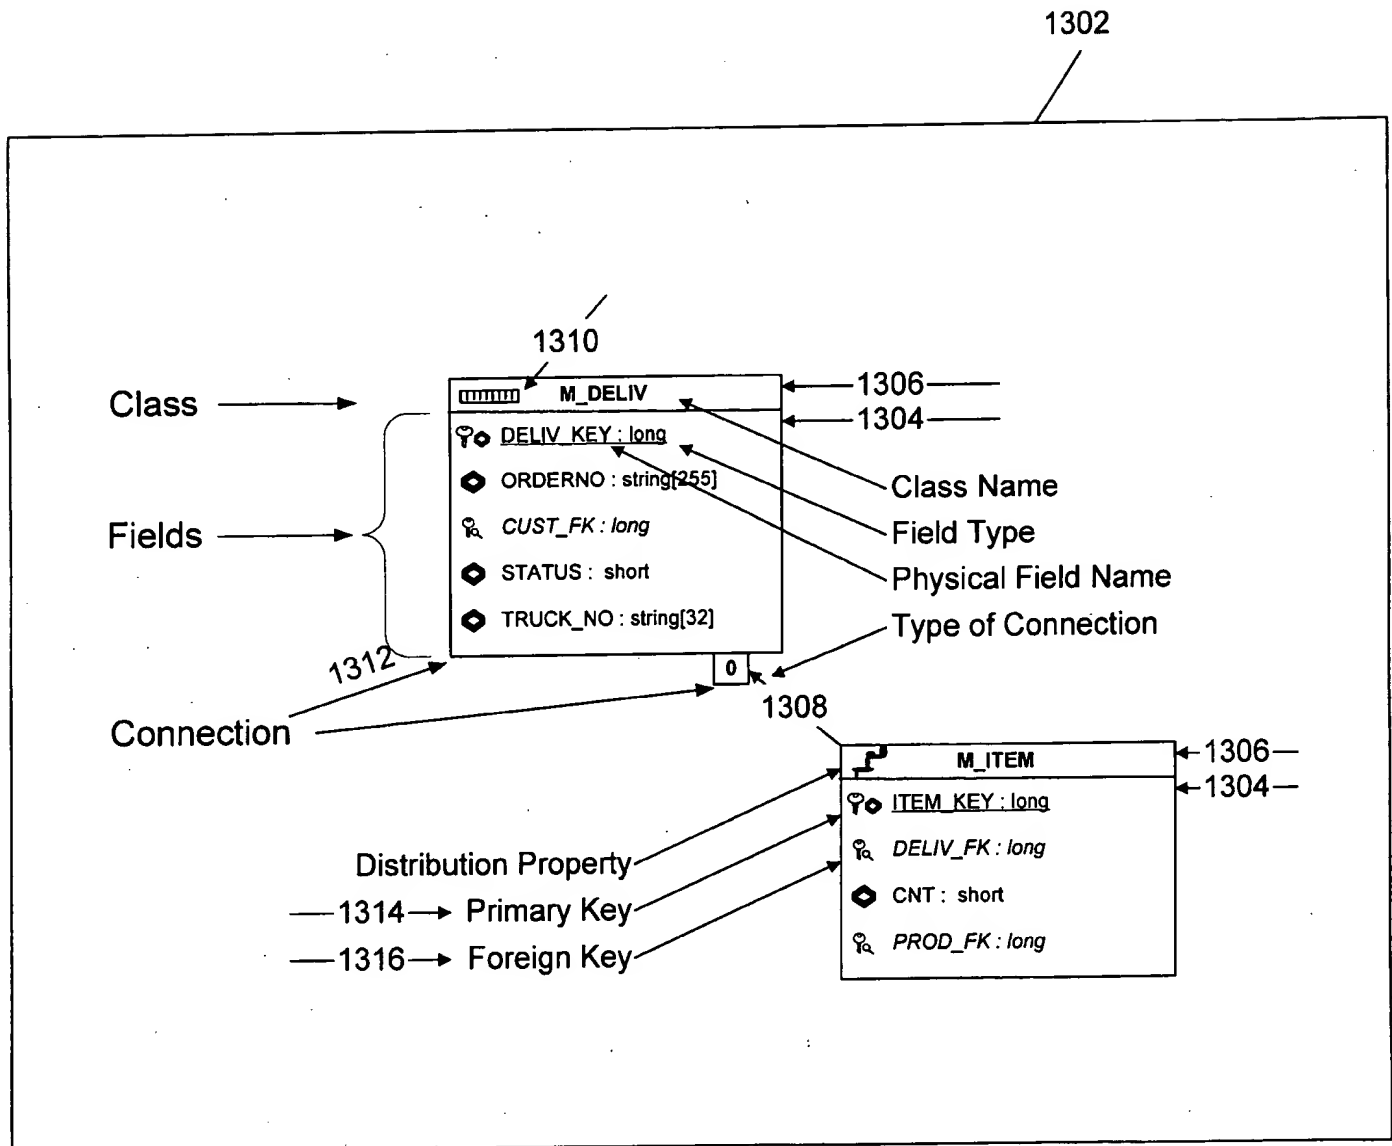 1302
1310
Class
M_DELIV
1306
1304
DELIV_KEY : long
ORDERNO : string[255]
Class Name
Fields
CUST_FK : long
Field Type
STATUS : short
Physical Field Name
TRUCK_NO : string[32]
Type of Connection
1312
0
Connection
1308
M_ITEM
1306
1304
ITEM_KEY : long
DELIV_FK : long
Distribution Property
CNT : short
1314
Primary Key
PROD_FK : long
1316
Foreign Key